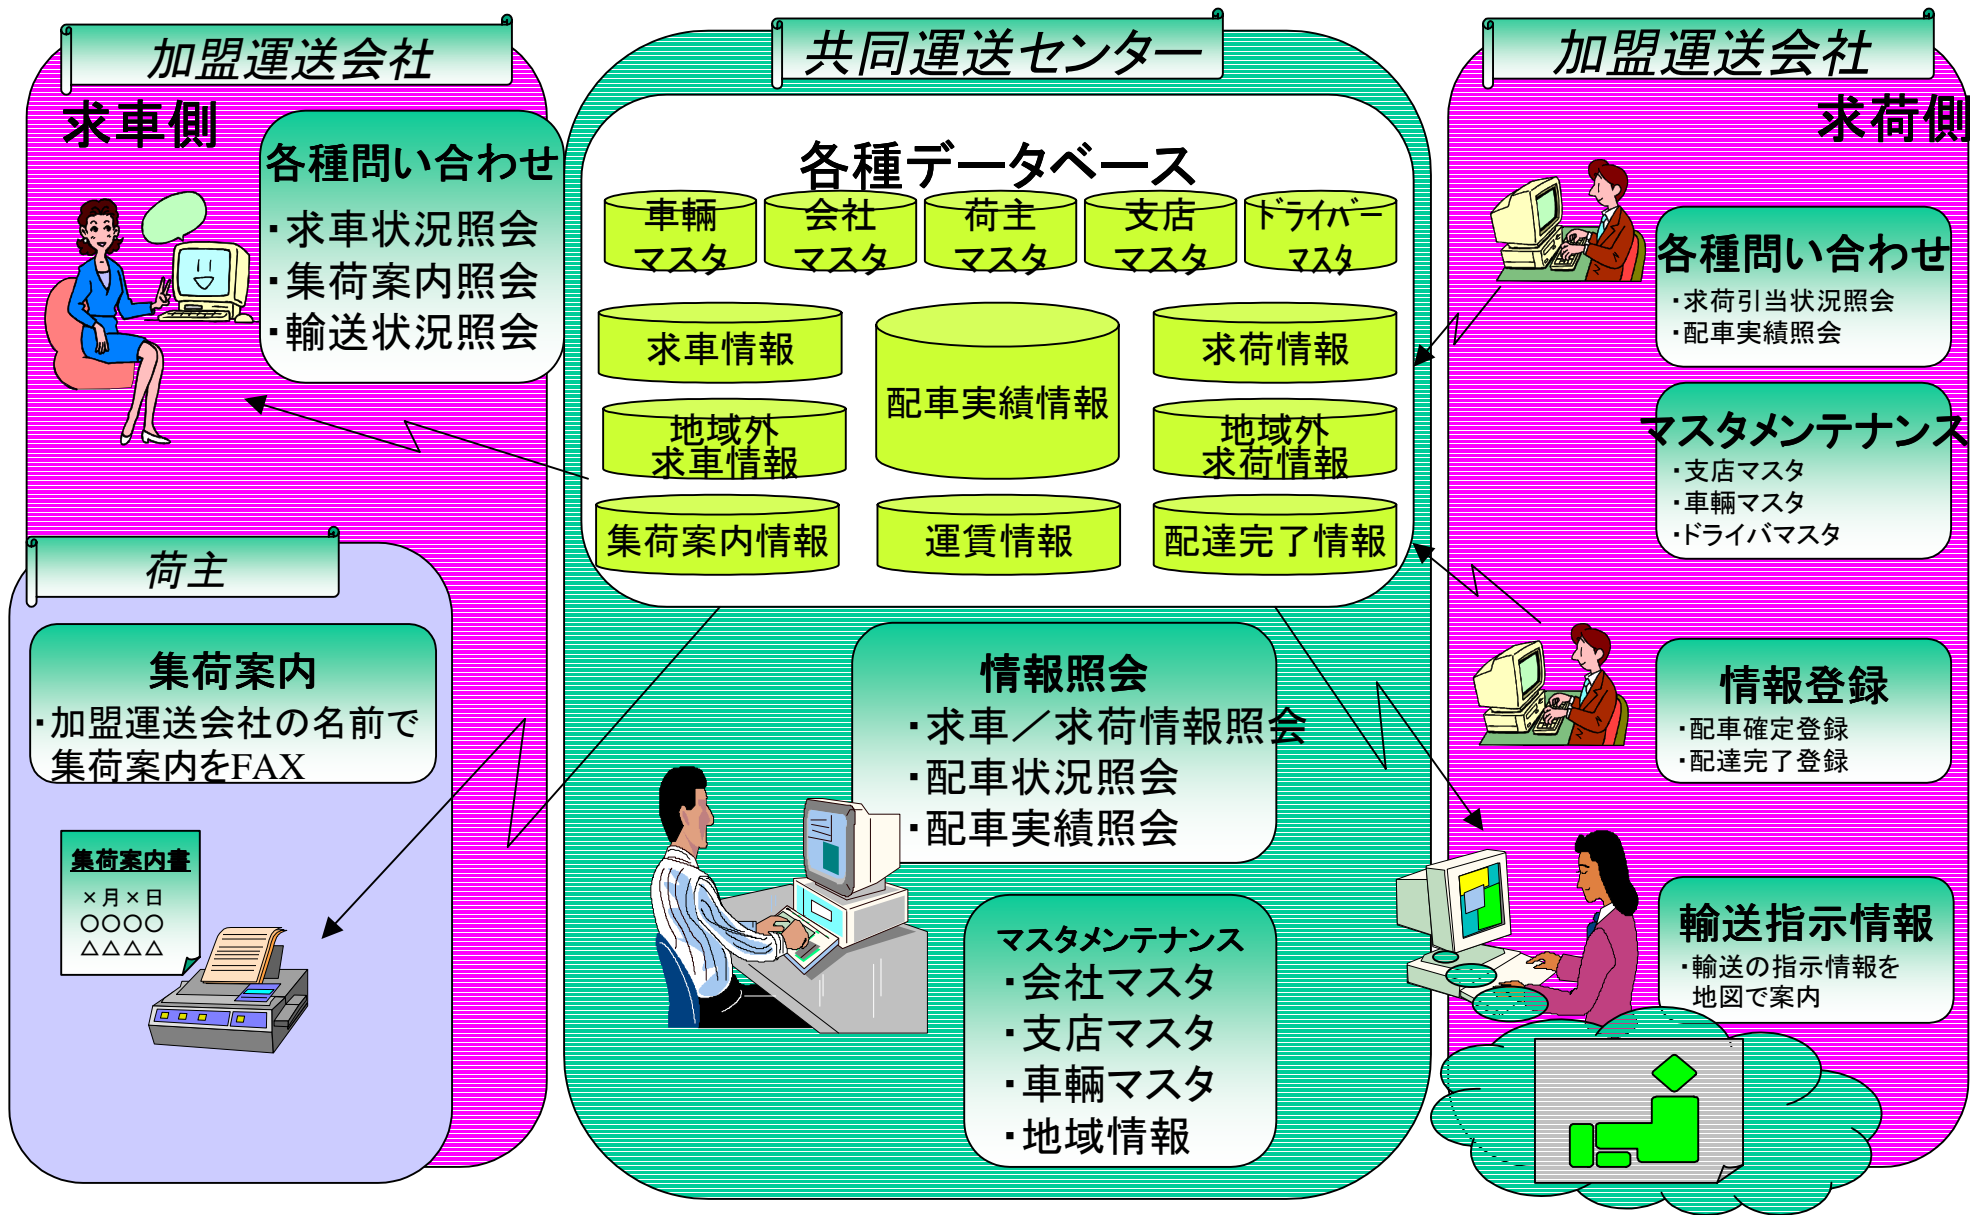 加盟運送会社
求車側
各種問い合わせ
・求車状況照会
・集荷案内照会
・輸送状況照会
荷主
集荷案内
・加盟運送会社の名前で
集荷案内をFAX
集荷案内書
×月×日
○○○○
△△△△
共同運送センター
各種データベース
車輌
マスタ
会社
マスタ
荷主
マスタ
支店
マスタ
ﾄﾞﾗｲﾊﾞｰ
ﾏｽﾀ
求車情報
配車実績情報
求荷情報
地域外
求車情報
地域外
求荷情報
集荷案内情報
運賃情報
配達完了情報
情報照会
・求車／求荷情報照会
・配車状況照会
・配車実績照会
マスタメンテナンス
・会社マスタ
・支店マスタ
・車輌マスタ
・地域情報
加盟運送会社
求荷側
各種問い合わせ
・求荷引当状況照会
・配車実績照会
マスタメンテナンス
・支店マスタ
・車輌マスタ
・ドライバマスタ
情報登録
・配車確定登録
・配達完了登録
輸送指示情報
・輸送の指示情報を
地図で案内